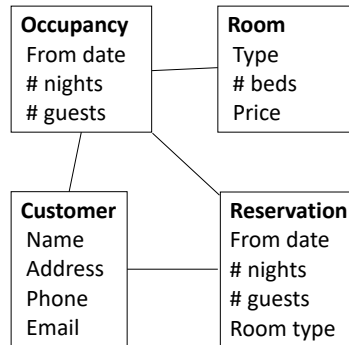 Occupancy
From date
# nights
# guests
Room
Type
# beds
Price
Customer
Name
Address
Phone
Email
Reservation
From date
# nights
# guests
Room type